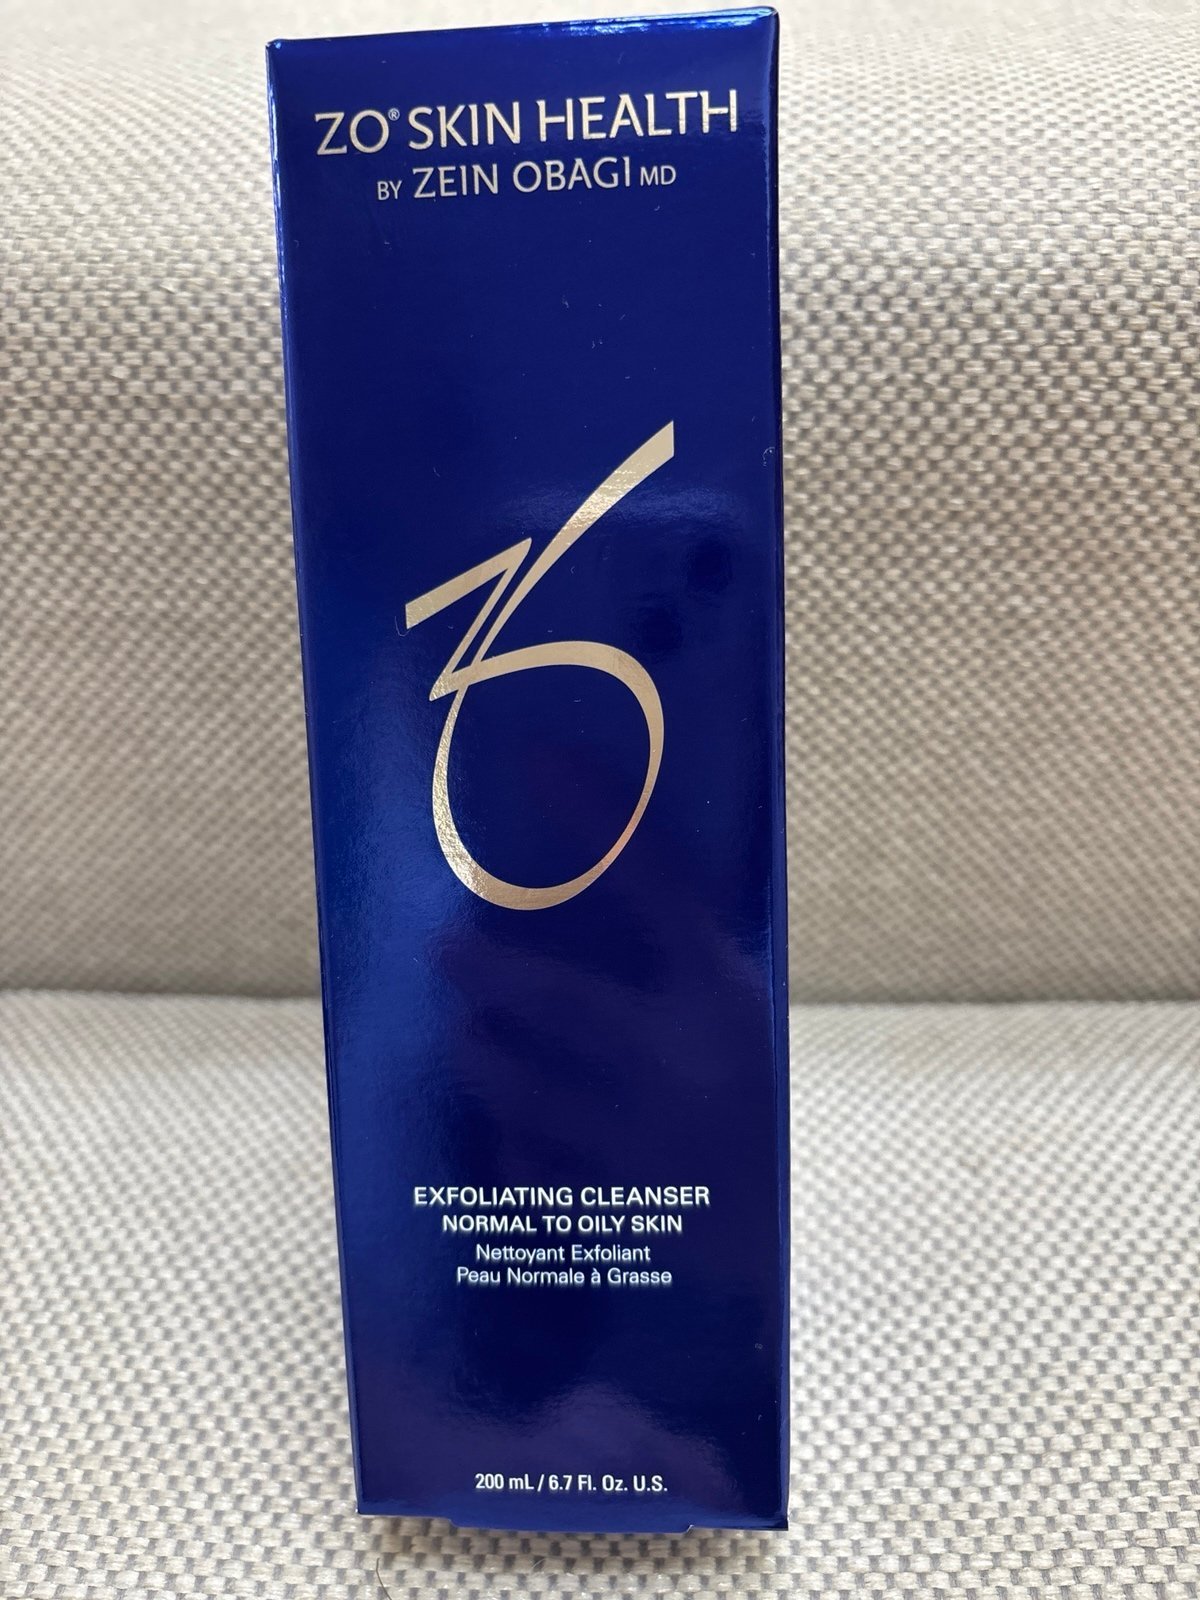 ZO® SKIN HEALTH
BY ZEIN OBAGI MD
EXFOLIATING CLEANSER
NORMAL TO OILY SKIN
Nettoyant Exfoliant
Peau Normale à Grasse
200 mL / 6.7 Fl. Oz. U.S.